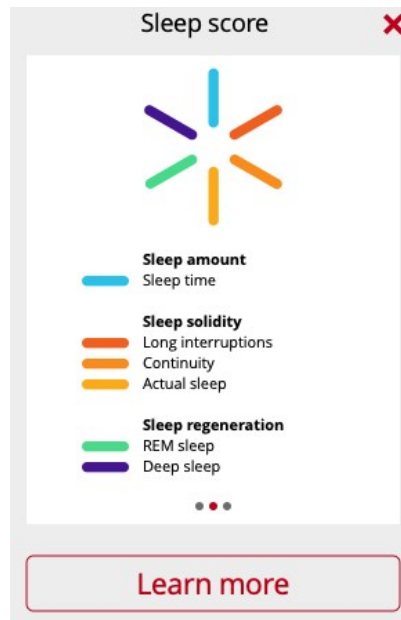 Sleep score
Sleep amount
Sleep time
Sleep solidity
Long interruptions
Continuity
Actual sleep
Sleep regeneration
REM sleep
Deep sleep
Learn more